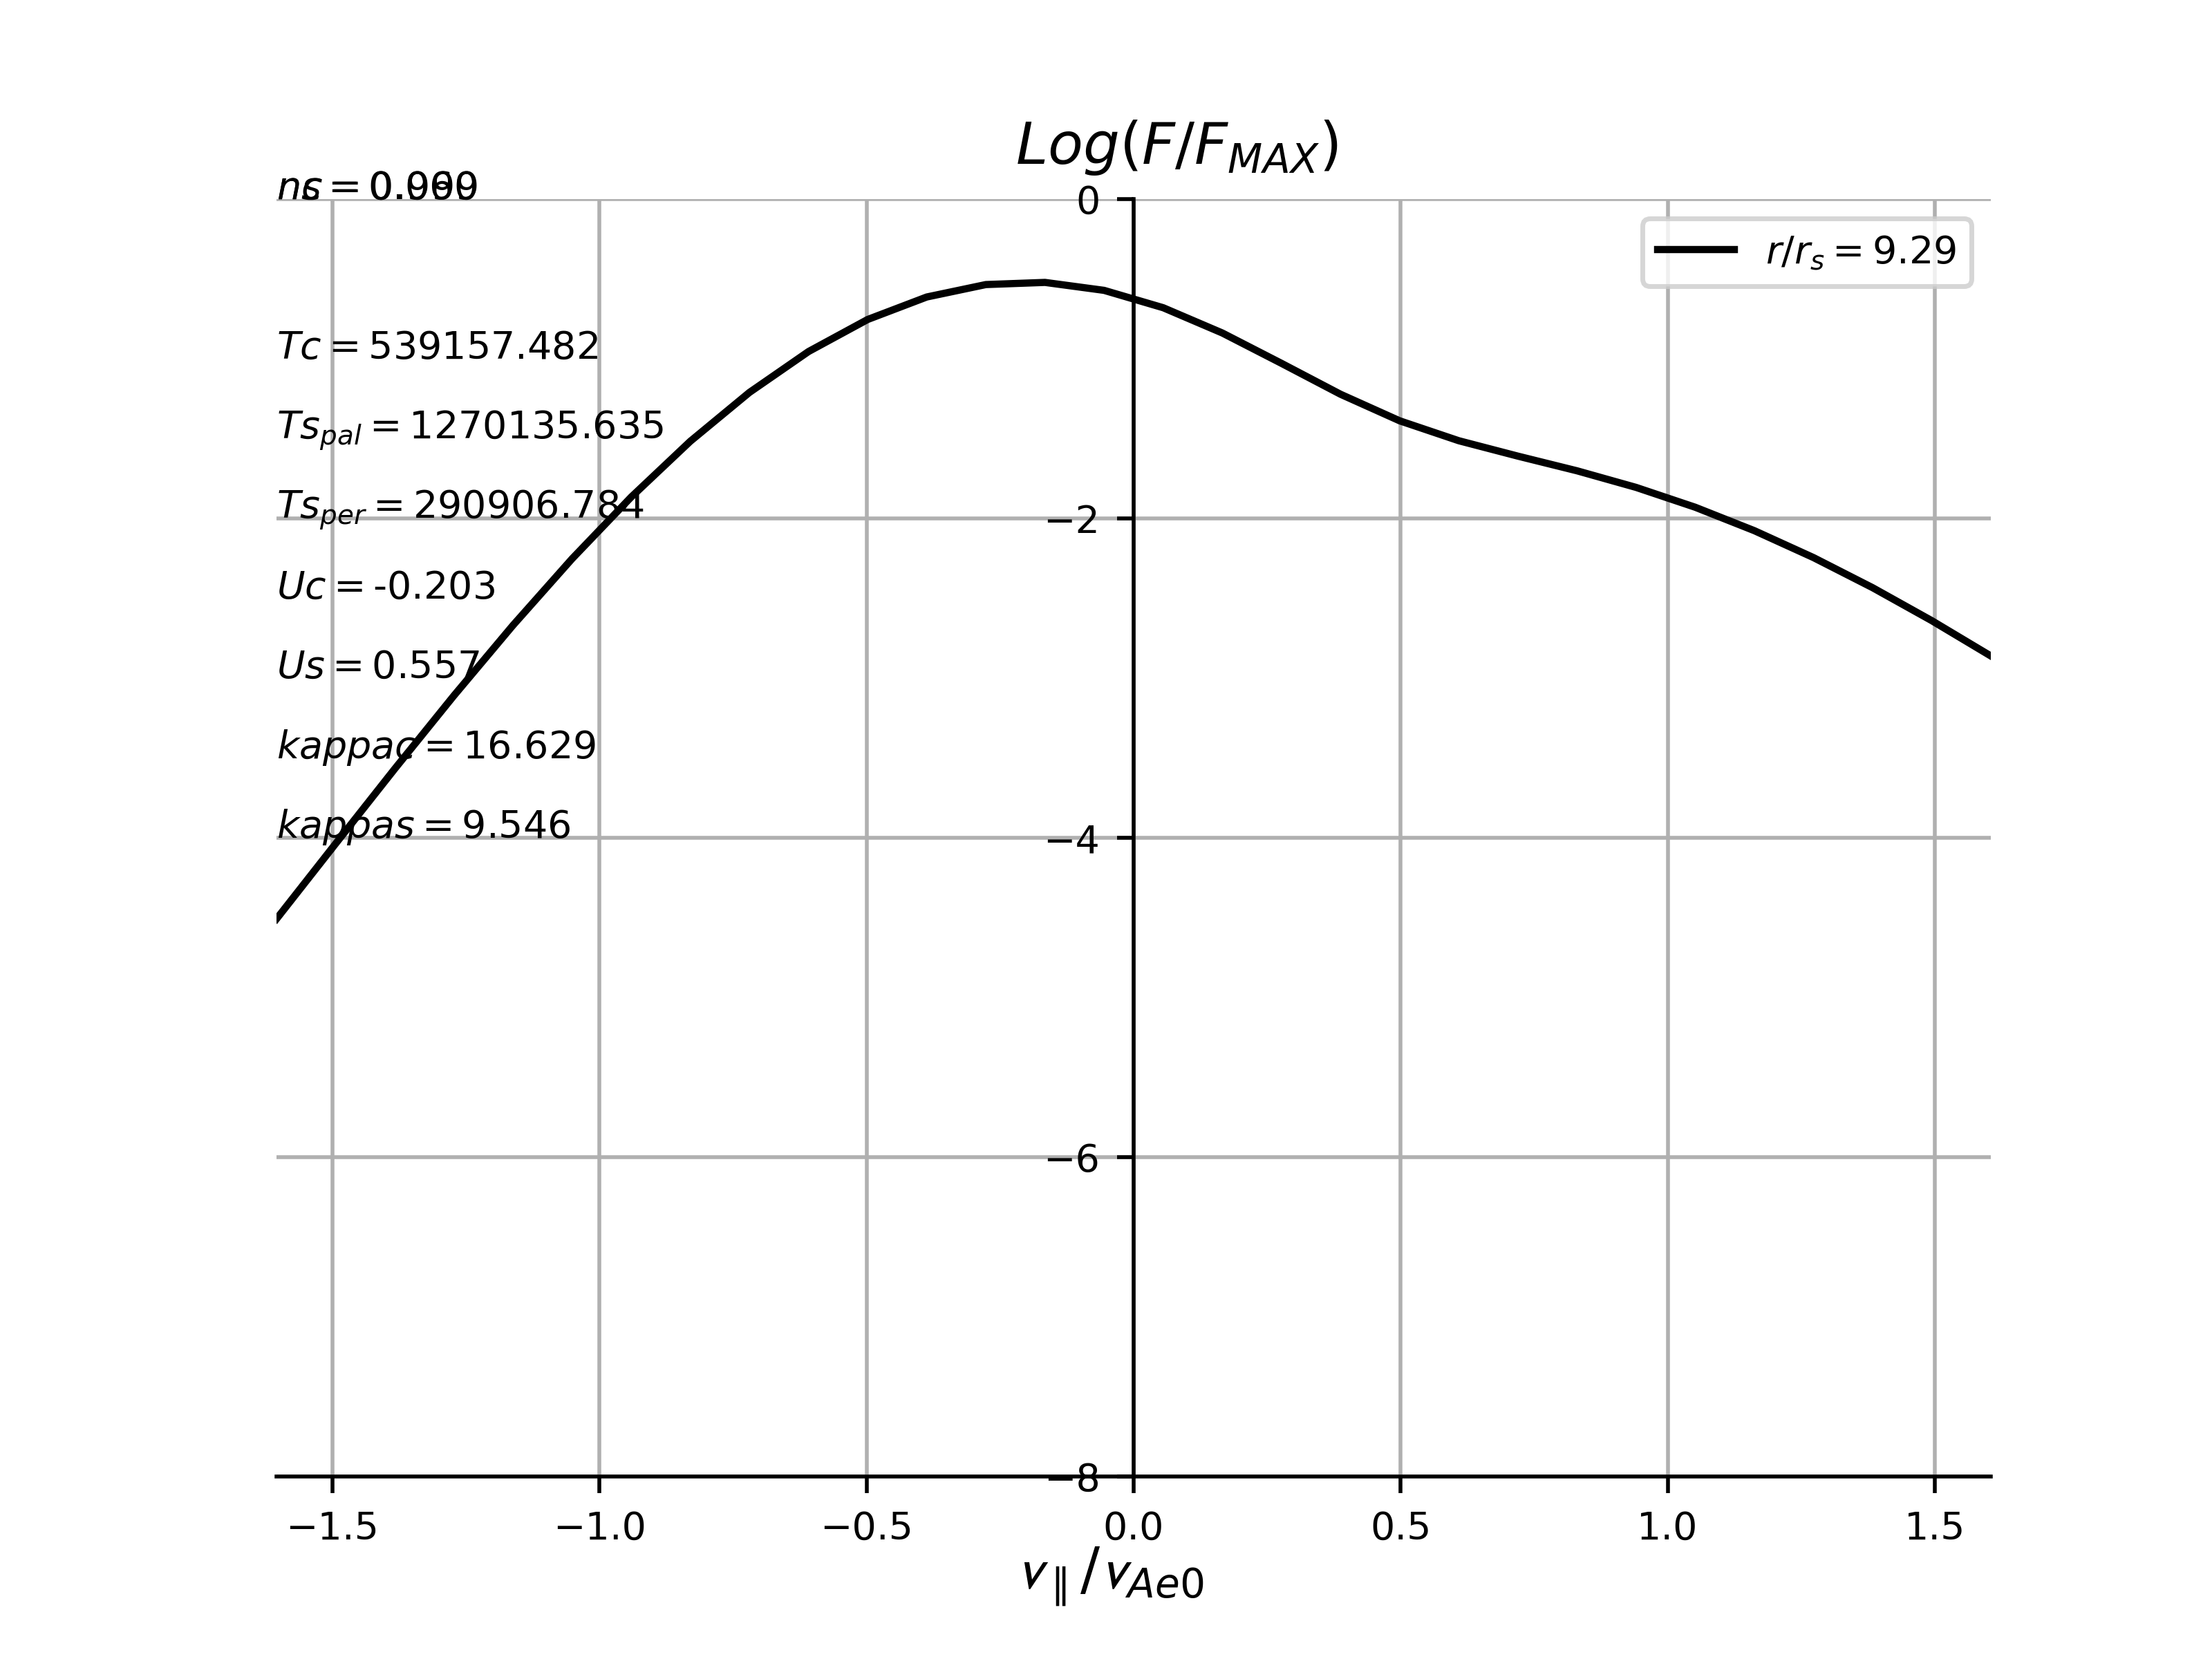 Log(F/F_MAX)
0
r/r_s = 9.29
Tc = 539157.482
Ts_pal = 1270135.635
Ts_per = 290906.784
−2
Uc = -0.203
Us = 0.557
kappac = 16.629
kappas = 9.546
−4
−6
−8
−1.5 −1.0 −0.5 0.0 0.5 1.0 1.5
v_∥/v_Ae0